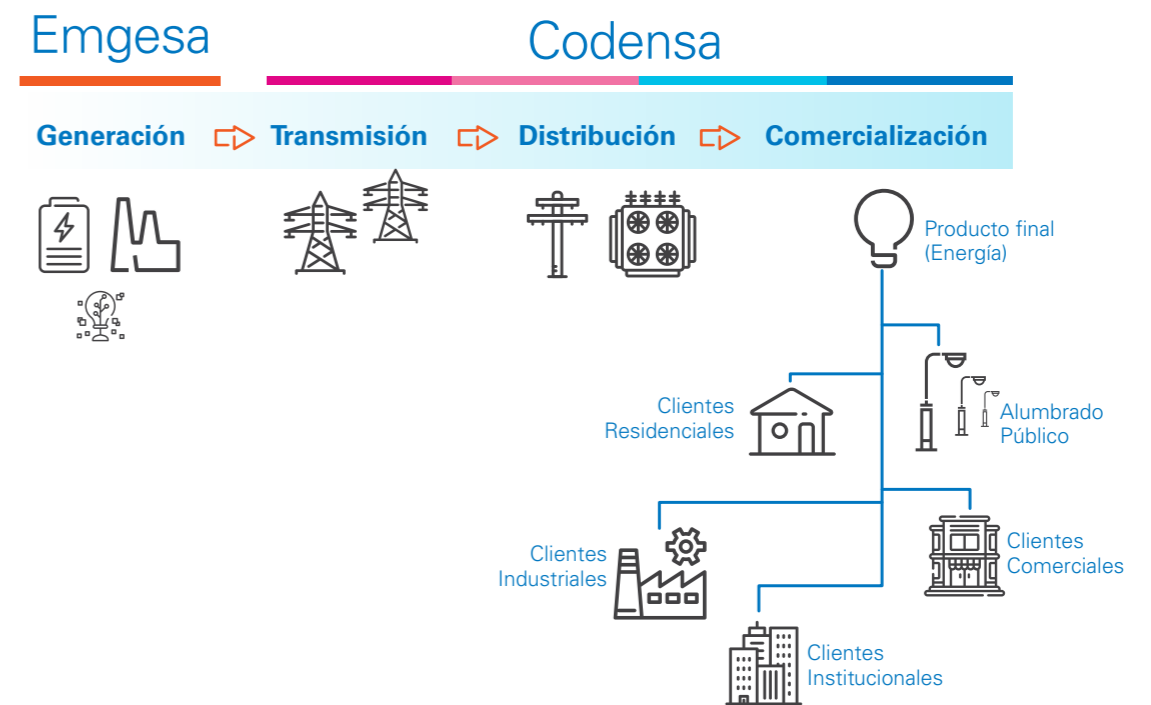 Emgesa
Codensa
Generación
Transmisión
Distribución
Comercialización
Producto final
(Energía)
Clientes
Residenciales
Alumbrado
Público
Clientes
Industriales
Clientes
Comerciales
Clientes
Institucionales